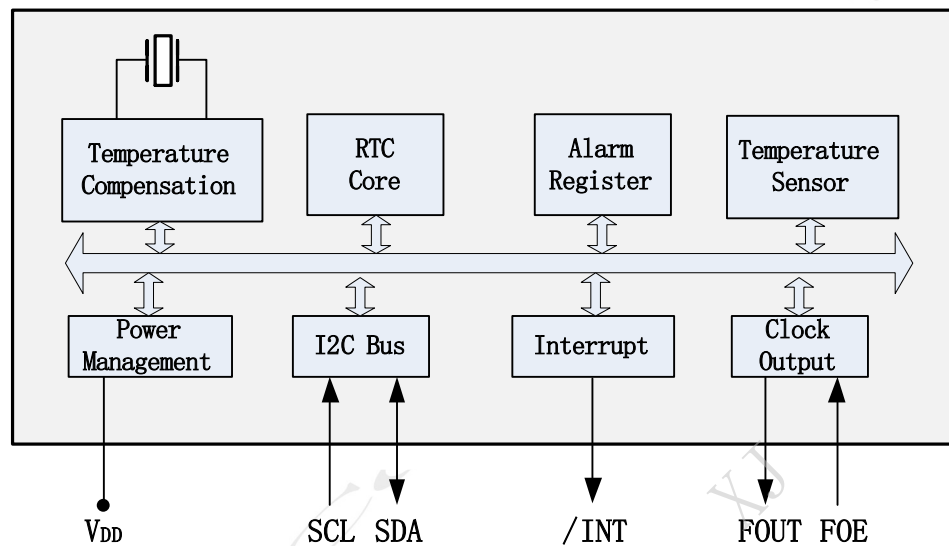 Temperature
Compensation
RTC
Core
Alarm
Register
Temperature
Sensor
Power
Management
I2C Bus
Interrupt
Clock
Output
VDD
SCL
SDA
/INT
FOUT
FOE
XJ